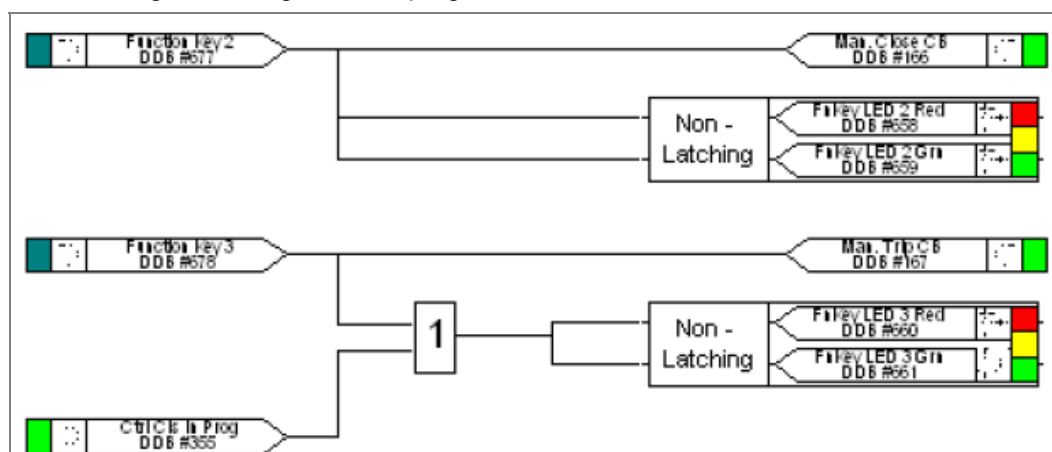 Function key 2
DDB #677
Man. Close CB
DDB #166
Non -
Latching
FnKey LED 2 Red
DDB #658
FnKey LED 2 Grn
DDB #659
Function key 3
DDB #678
Man. Trip CB
DDB #167
1
Non -
Latching
FnKey LED 3 Red
DDB #660
FnKey LED 3 Grn
DDB #661
Ctrl Cls In Prog
DDB #355